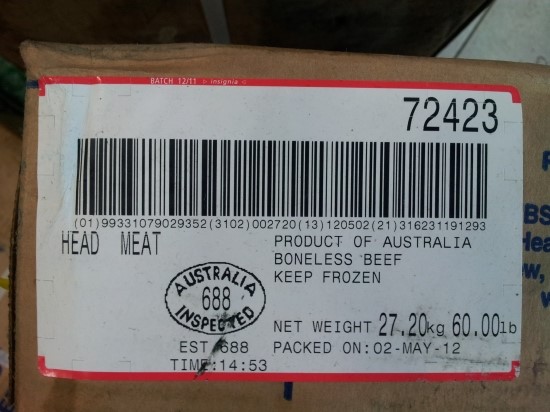 BATCH 12/11 insignia
72423
(01)99331079029352(3102)002720(13)120502(21)316231191293
HEAD MEAT
PRODUCT OF AUSTRALIA
BONELESS BEEF
KEEP FROZEN
AUSTRALIA
688
INSPECTED
NET WEIGHT 27.20kg 60.00lb
EST 688
PACKED ON:02-MAY-12
TIME:14:53